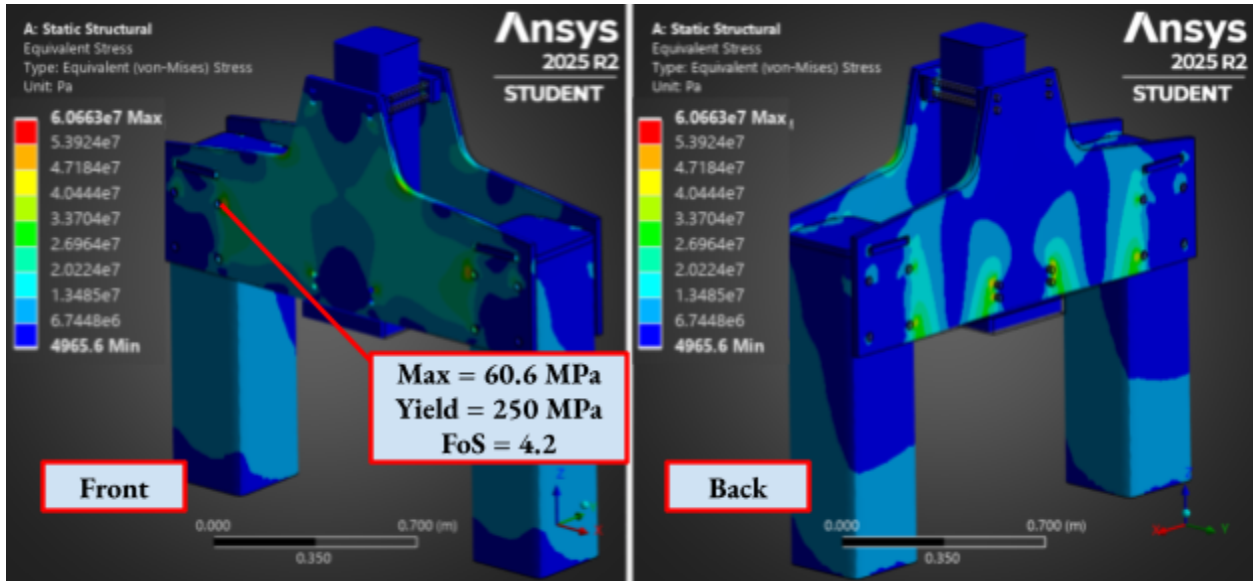 A: Static Structural
Equivalent Stress
Type: Equivalent (von-Mises) Stress
Unit: Pa
6.0663e7 Max
5.3924e7
4.7184e7
4.0444e7
3.3704e7
2.6964e7
2.0224e7
1.3485e7
6.7448e6
4965.6 Min
Ansys
2025 R2
STUDENT
Max = 60.6 MPa
Yield = 250 MPa
FoS = 4.2
Front
0.000
0.700 (m)
0.350
Z
X
A: Static Structural
Equivalent Stress
Type: Equivalent (von-Mises) Stress
Unit: Pa
6.0663e7 Max
5.3924e7
4.7184e7
4.0444e7
3.3704e7
2.6964e7
2.0224e7
1.3485e7
6.7448e6
4965.6 Min
Ansys
2025 R2
STUDENT
Back
0.000
0.700 (m)
0.350
Z
X
Y